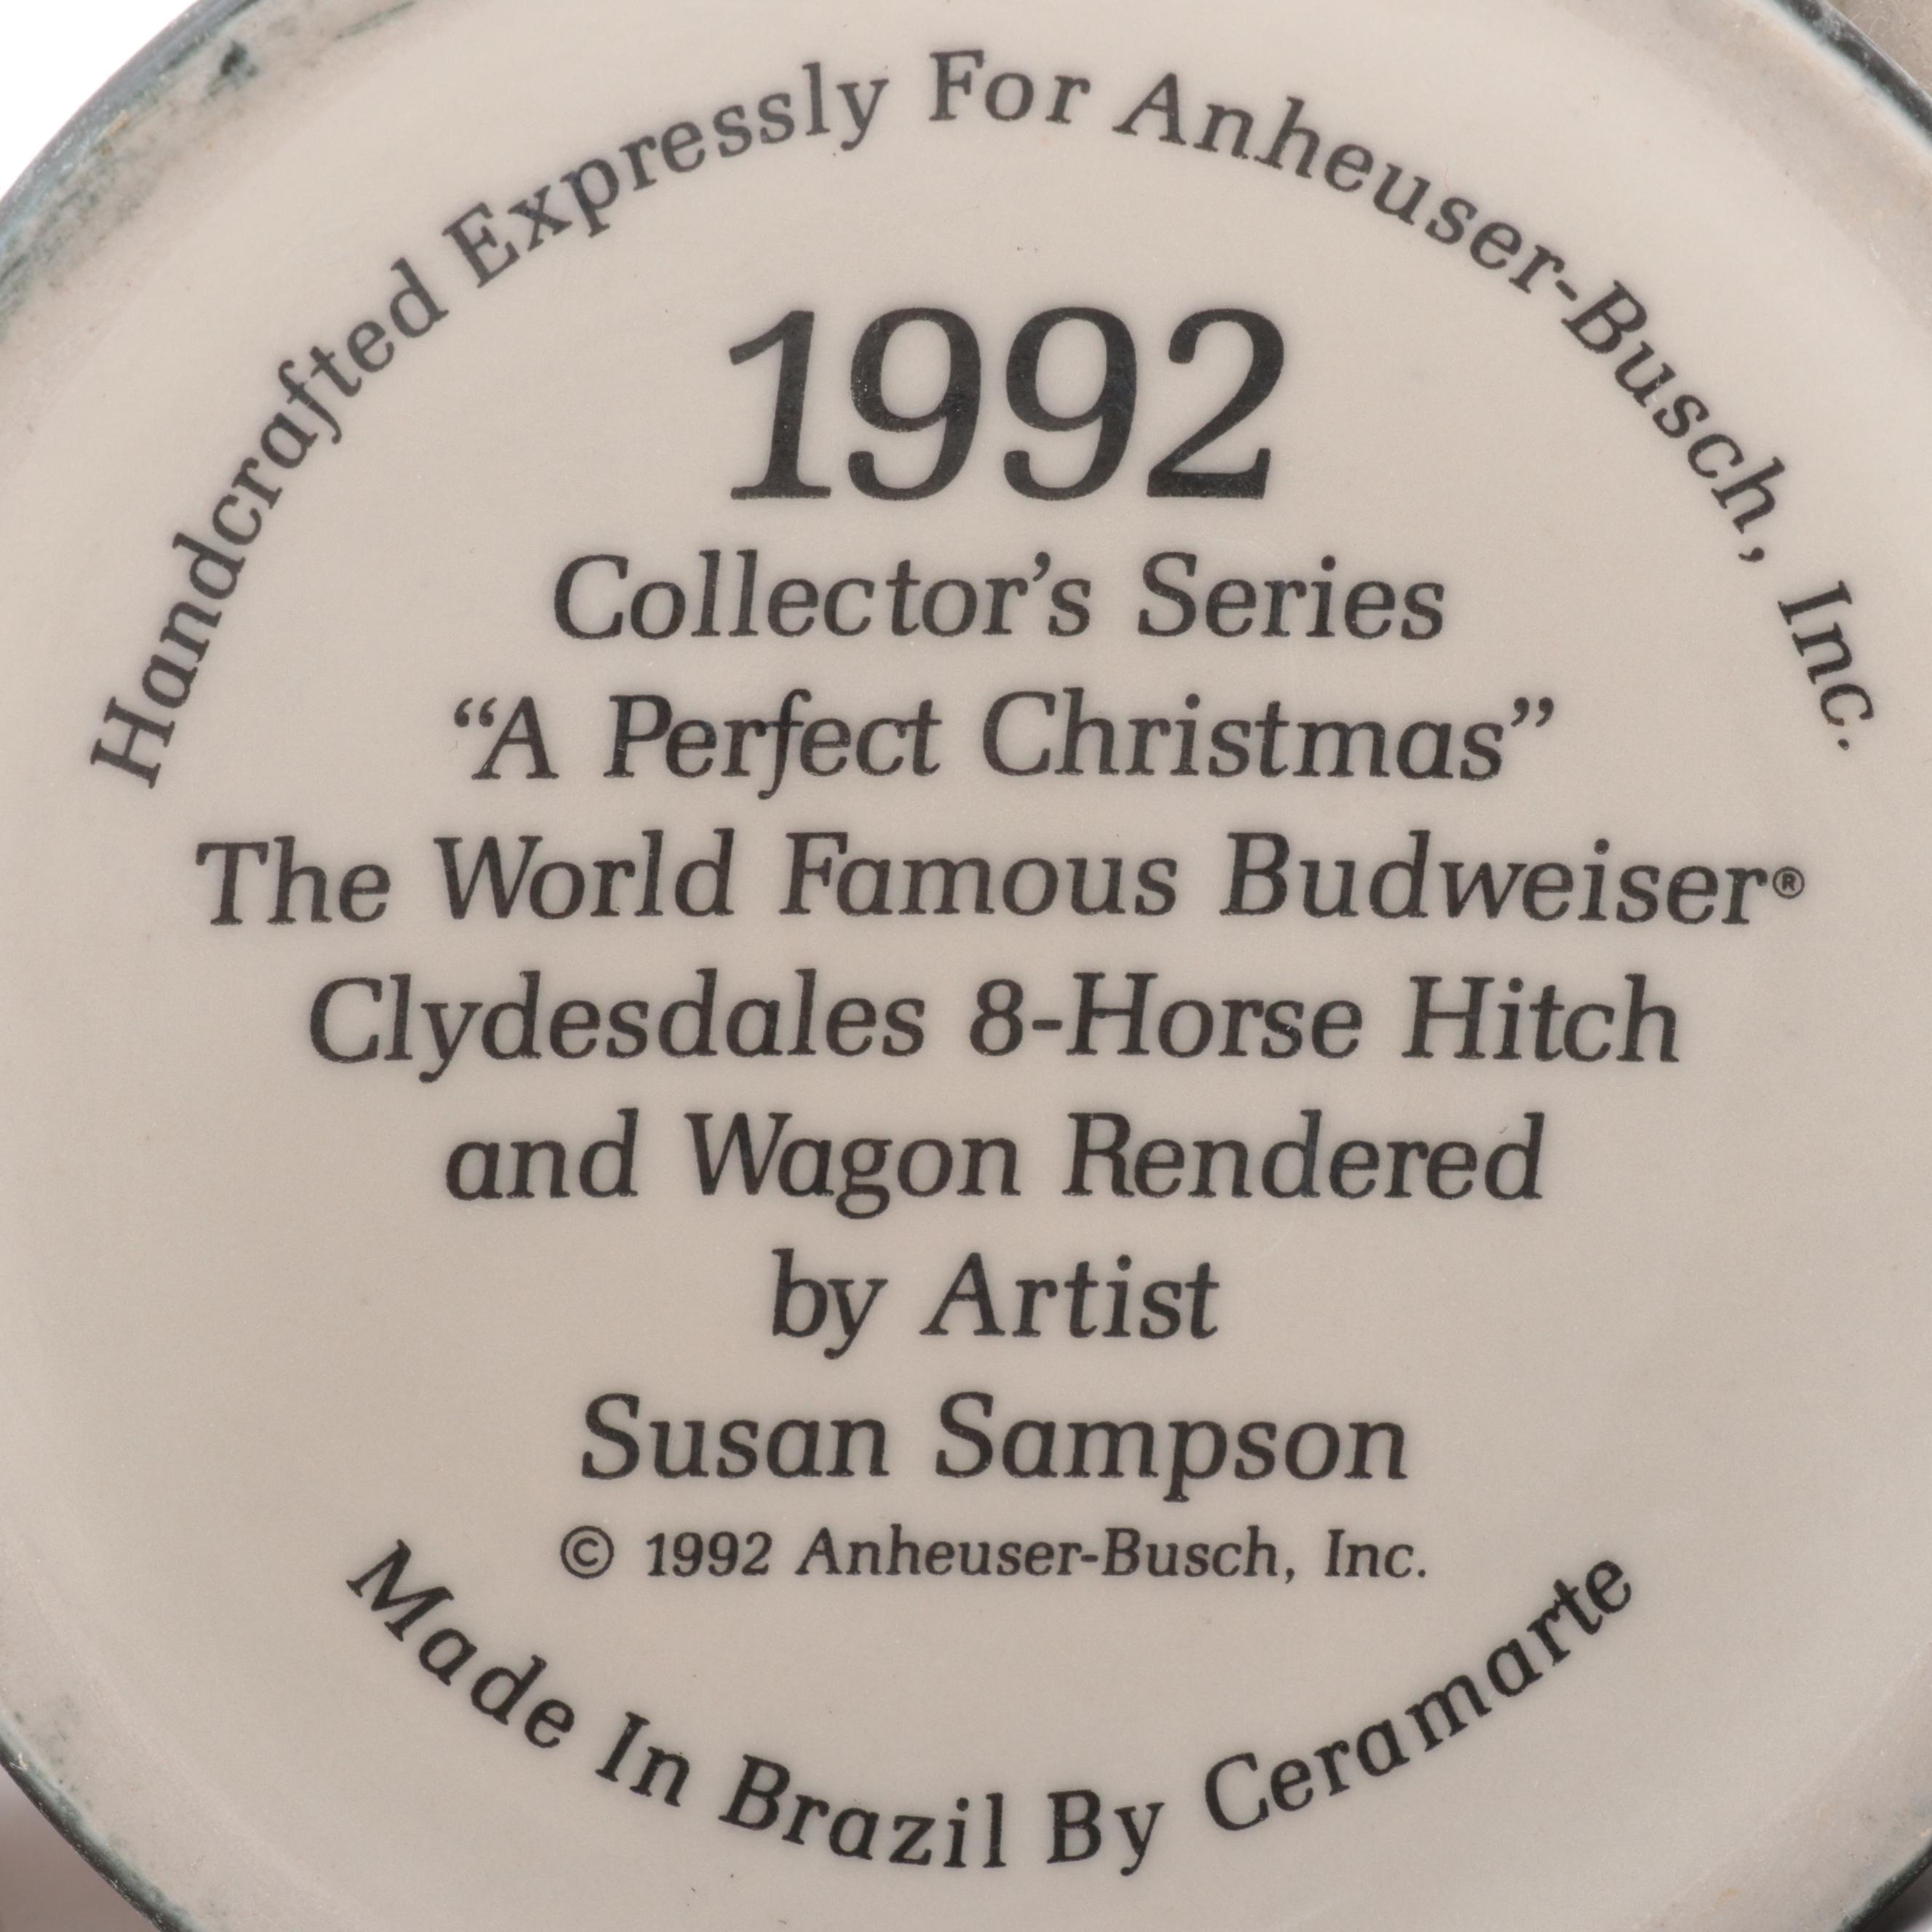 Handcrafted Expressly For Anheuser-Busch, Inc.
1992
Collector’s Series
“A Perfect Christmas”
The World Famous Budweiser®
Clydesdales 8-Horse Hitch
and Wagon Rendered
by Artist
Susan Sampson
© 1992 Anheuser-Busch, Inc.
Made In Brazil By Ceramarte